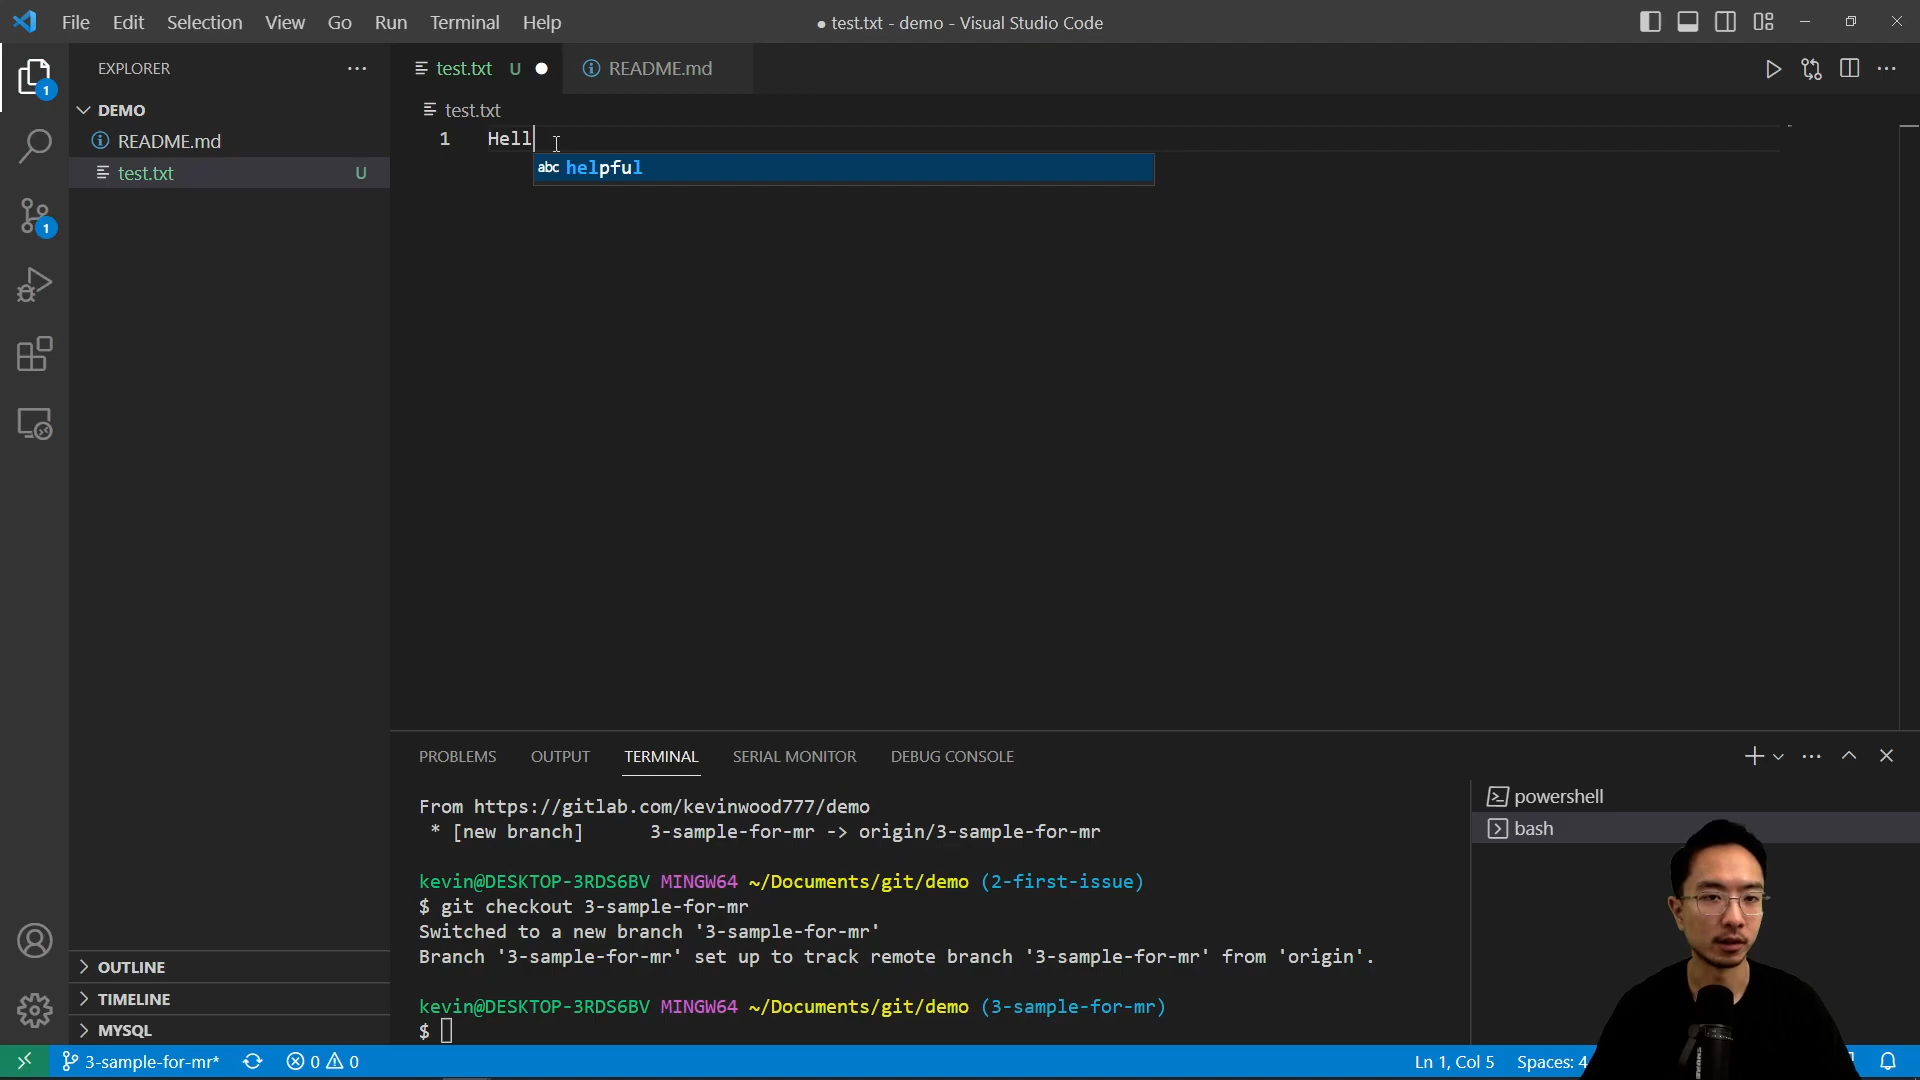 File Edit Selection View Go Run Terminal Help
● test.txt - demo - Visual Studio Code
EXPLORER
test.txt U
README.md
1
DEMO
test.txt
README.md
test.txt U
1 Hell
abc helpful
1
PROBLEMS OUTPUT TERMINAL SERIAL MONITOR DEBUG CONSOLE
From https://gitlab.com/kevinwood777/demo
* [new branch] 3-sample-for-mr -> origin/3-sample-for-mr
kevin@DESKTOP-3RDS6BV MINGW64 ~/Documents/git/demo (2-first-issue)
$ git checkout 3-sample-for-mr
Switched to a new branch '3-sample-for-mr'
Branch '3-sample-for-mr' set up to track remote branch '3-sample-for-mr' from 'origin'.
kevin@DESKTOP-3RDS6BV MINGW64 ~/Documents/git/demo (3-sample-for-mr)
$
powershell
bash
OUTLINE
TIMELINE
MYSQL
3-sample-for-mr* 0 0
Ln 1, Col 5 Spaces: 4